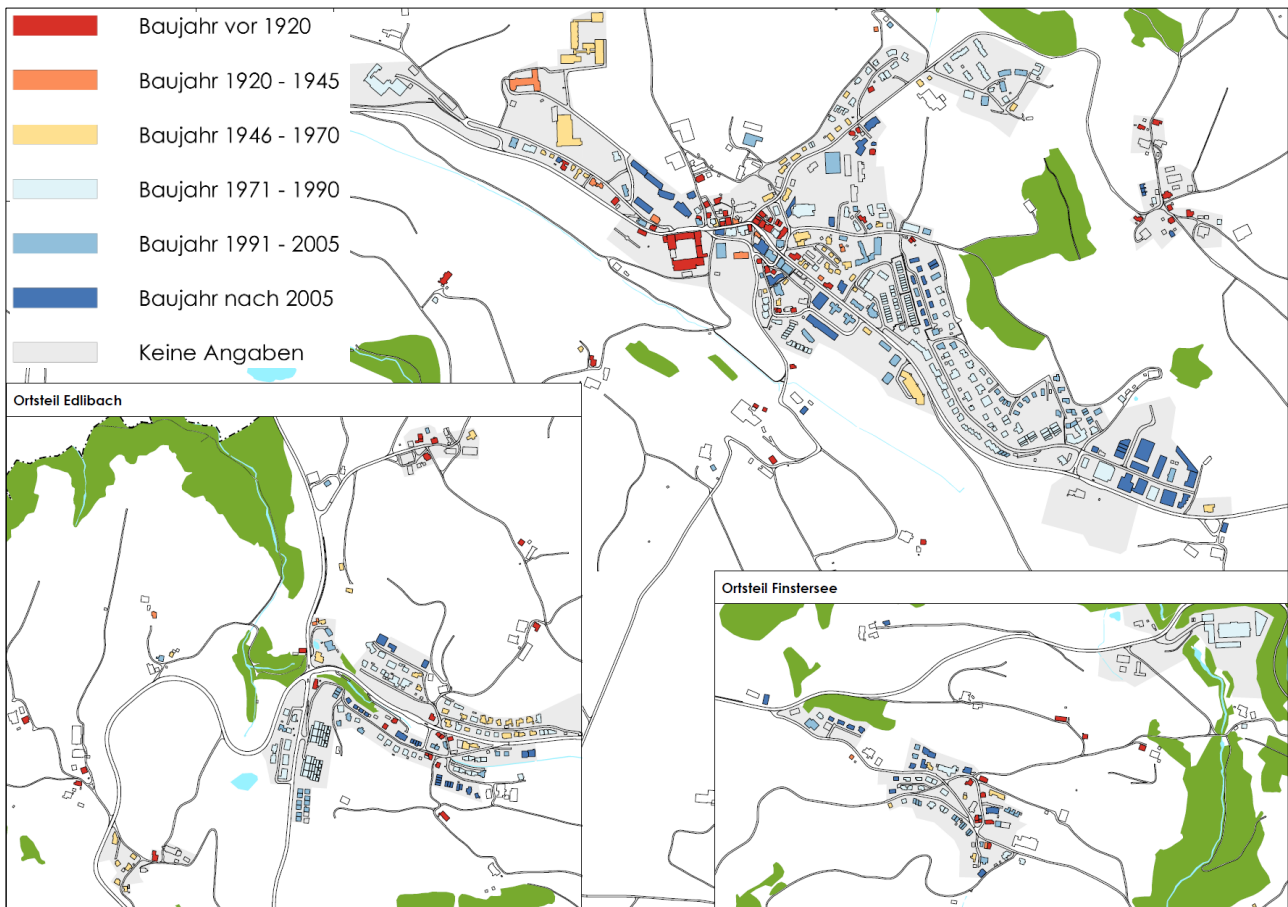 Baujahr vor 1920
Baujahr 1920 - 1945
Baujahr 1946 - 1970
Baujahr 1971 - 1990
Baujahr 1991 - 2005
Baujahr nach 2005
Keine Angaben
Ortsteil Edlibach
Ortsteil Finstersee